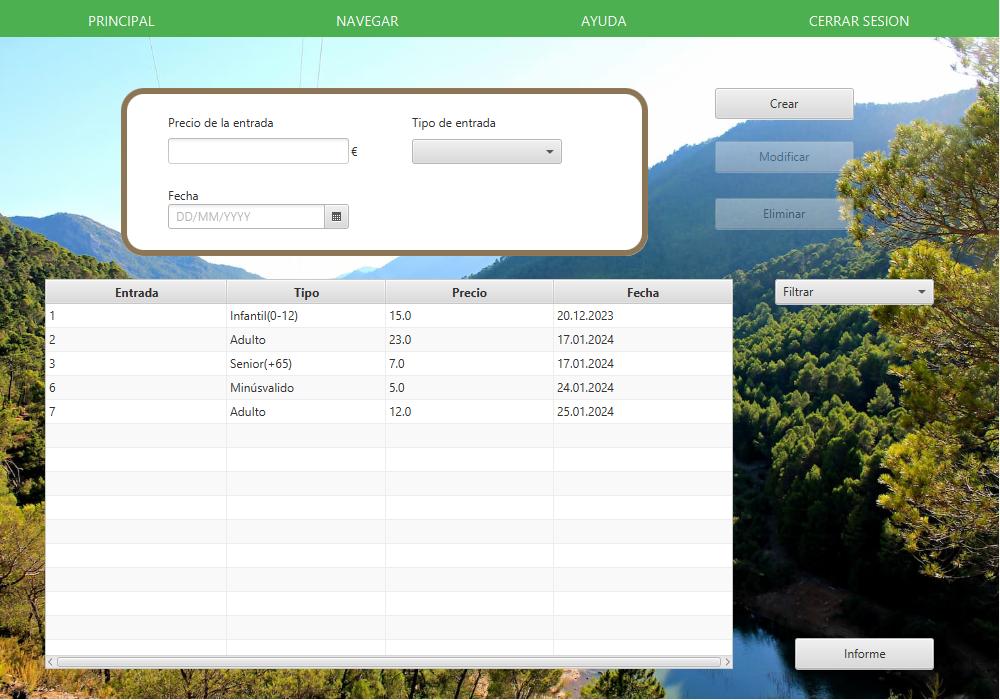 PRINCIPAL NAVEGAR AYUDA CERRAR SESION
Precio de la entrada Tipo de entrada
€
Fecha
DD/MM/YYYY
Crear
Modificar
Eliminar
Filtrar
Entrada Tipo Precio Fecha
1 Infantil(0-12) 15.0 20.12.2023
2 Adulto 23.0 17.01.2024
3 Senior(+65) 7.0 17.01.2024
6 Minúsvalido 5.0 24.01.2024
7 Adulto 12.0 25.01.2024
Informe